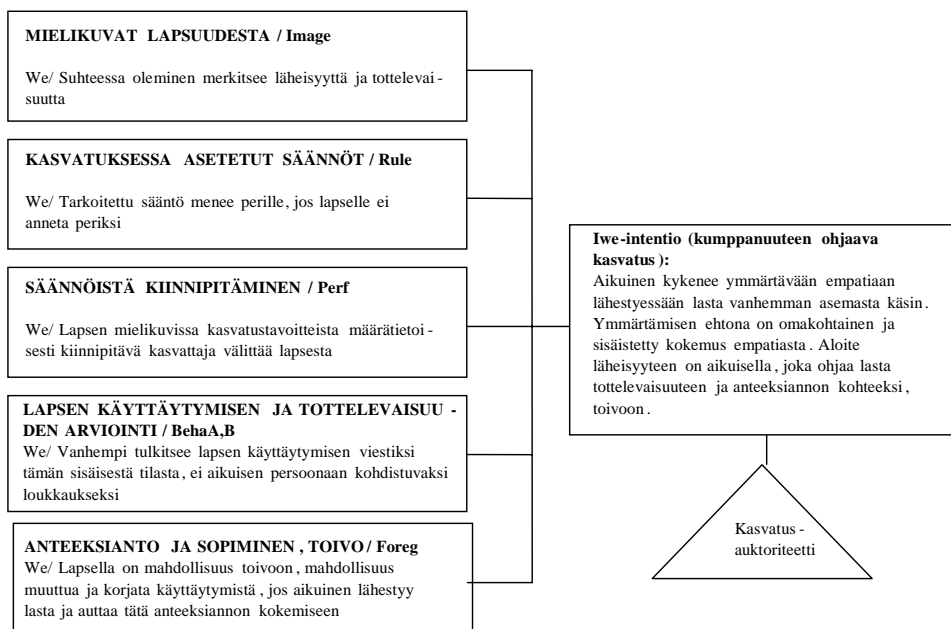 MIELIKUVAT LAPSUUDESTA / Image
We/ Suhteessa oleminen merkitsee läheisyyttä ja tottelevai-
suutta
KASVATUKSESSA ASETETUT SÄÄNNÖT / Rule
We/ Tarkoitettu sääntö menee perille, jos lapselle ei
anneta periksi
SÄÄNNÖISTÄ KIINNIPITÄMINEN / Perf
We/ Lapsen mielikuvissa kasvatustavoitteista määrätietoi-
sesti kiinnipitävä kasvattaja välittää lapsesta
LAPSEN KÄYTTÄYTYMISEN JA TOTTELEVAISUU -
DEN ARVIOINTI / BehaA,B
We/ Vanhempi tulkitsee lapsen käyttäytymisen viestiksi
tämän sisäisestä tilasta, ei aikuisen persoonaan kohdistuvaksi
loukkaukseksi
ANTEEKSIANTO JA SOPIMINEN , TOIVO / Foreg
We/ Lapsella on mahdollisuus toivoon, mahdollisuus
muuttua ja korjata käyttäytymistä, jos aikuinen lähestyy
lasta ja auttaa tätä anteeksiannon kokemiseen
Iwe-intentio (kumppanuuteen ohjaava
kasvatus):
Aikuinen kykenee ymmärtävään empatiaan
lähestyessään lasta vanhemman asemasta käsin.
Ymmärtämisen ehtona on omakohtainen ja
sisäistetty kokemus empatiasta. Aloite
läheisyyteen on aikuisella, joka ohjaa lasta
tottelevaisuuteen ja anteeksiannon kohteeksi,
toivoon.
Kasvatus -
auktoriteetti